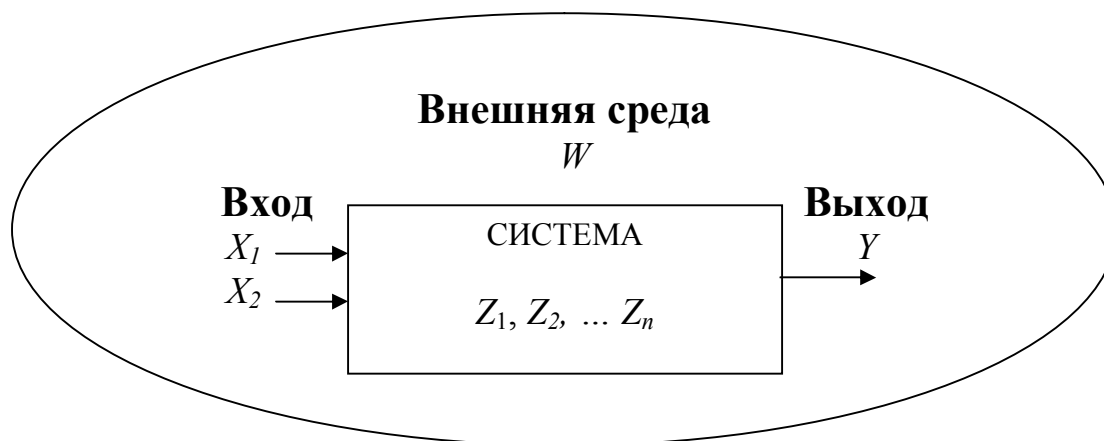 Внешняя среда
W
Вход
Выход
СИСТЕМА
X₁
Y
X₂
Z₁, Z₂, … Zₙ